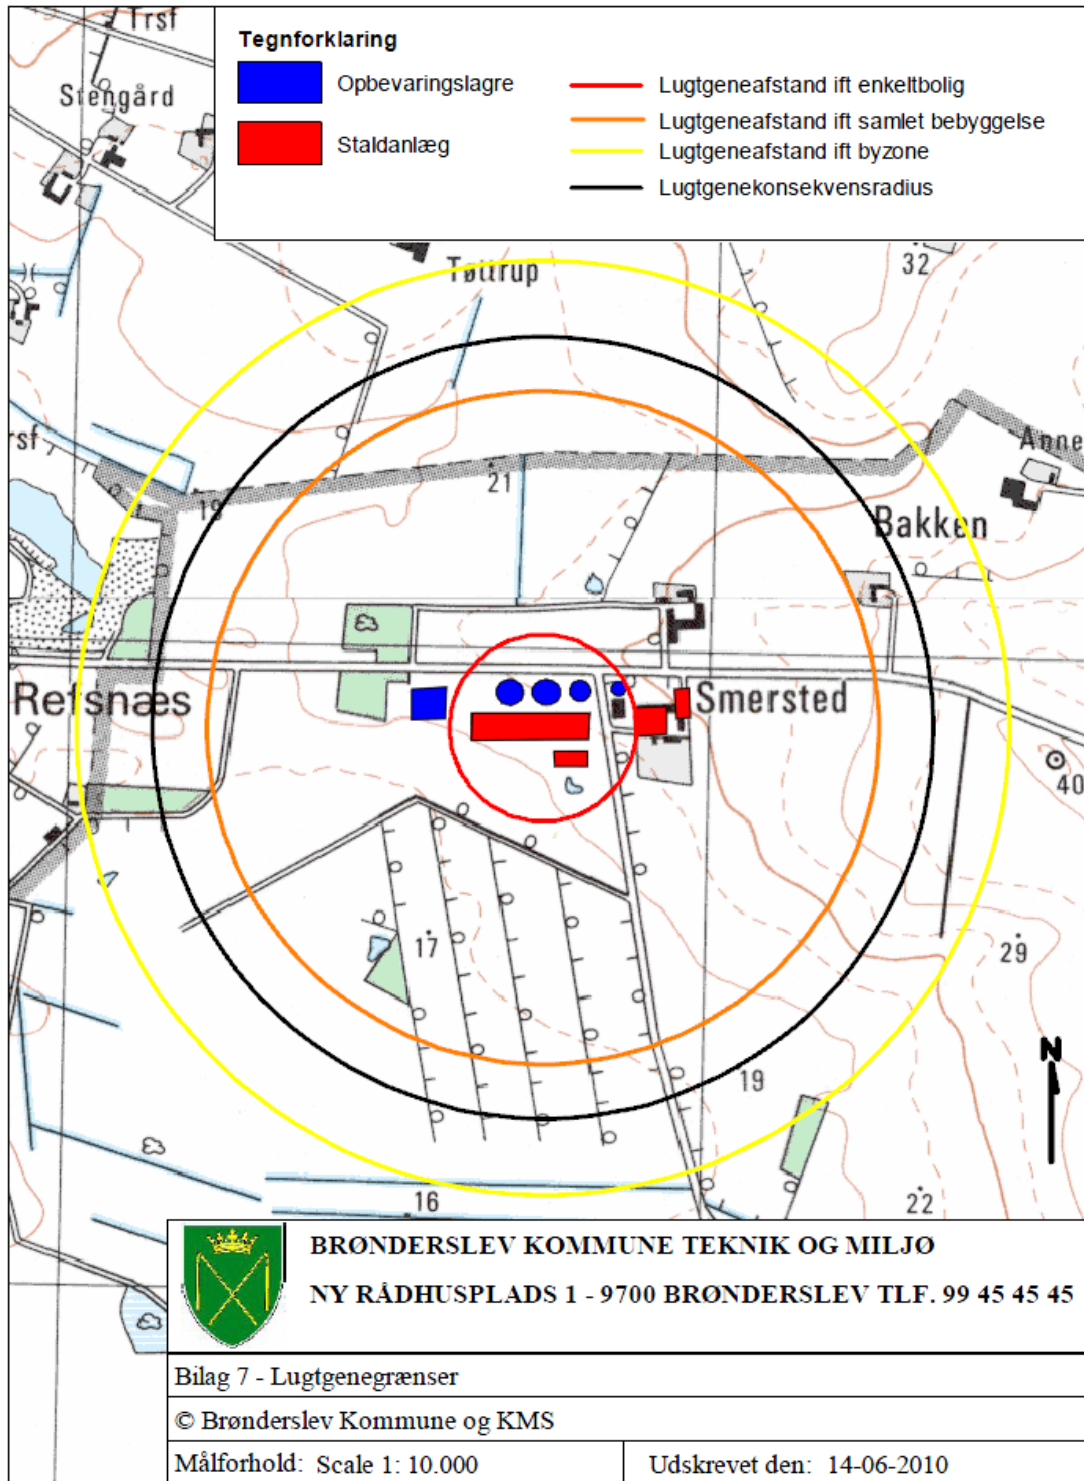 Trsf
Stengård
Tegnforklaring
Opbevaringslagre
Staldanlæg
Lugtgeneafstand ift enkeltbolig
Lugtgeneafstand ift samlet bebyggelse
Lugtgeneafstand ift byzone
Lugtgenekonsekvensradius
Tøttrup
32
rsf
19
21
Anne
Bakken
Refsnæs
Smersted
40
17
29
N
19
16
22
BRØNDERSLEV KOMMUNE TEKNIK OG MILJØ
NY RÅDHUSPLADS 1 - 9700 BRØNDERSLEV TLF. 99 45 45 45
Bilag 7 - Lugtgenegrænser
© Brønderslev Kommune og KMS
Målforhold: Scale 1: 10.000
Udskrevet den: 14-06-2010